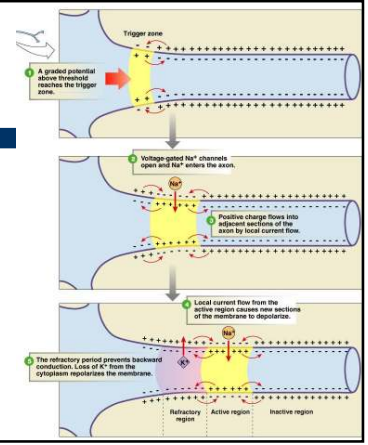 Trigger zone
1
A graded potential
above threshold
reaches the trigger
zone.
2
Voltage-gated Na+ channels
open and Na+ enters the axon.
Na+
3
Positive charge flows into
adjacent sections of the
axon by local current flow.
4
Local current flow from the
active region causes new sections
of the membrane to depolarize.
5
The refractory period prevents backward
conduction. Loss of K+ from the
cytoplasm repolarizes the membrane.
K+
Na+
Refractory
region
Active region
Inactive region